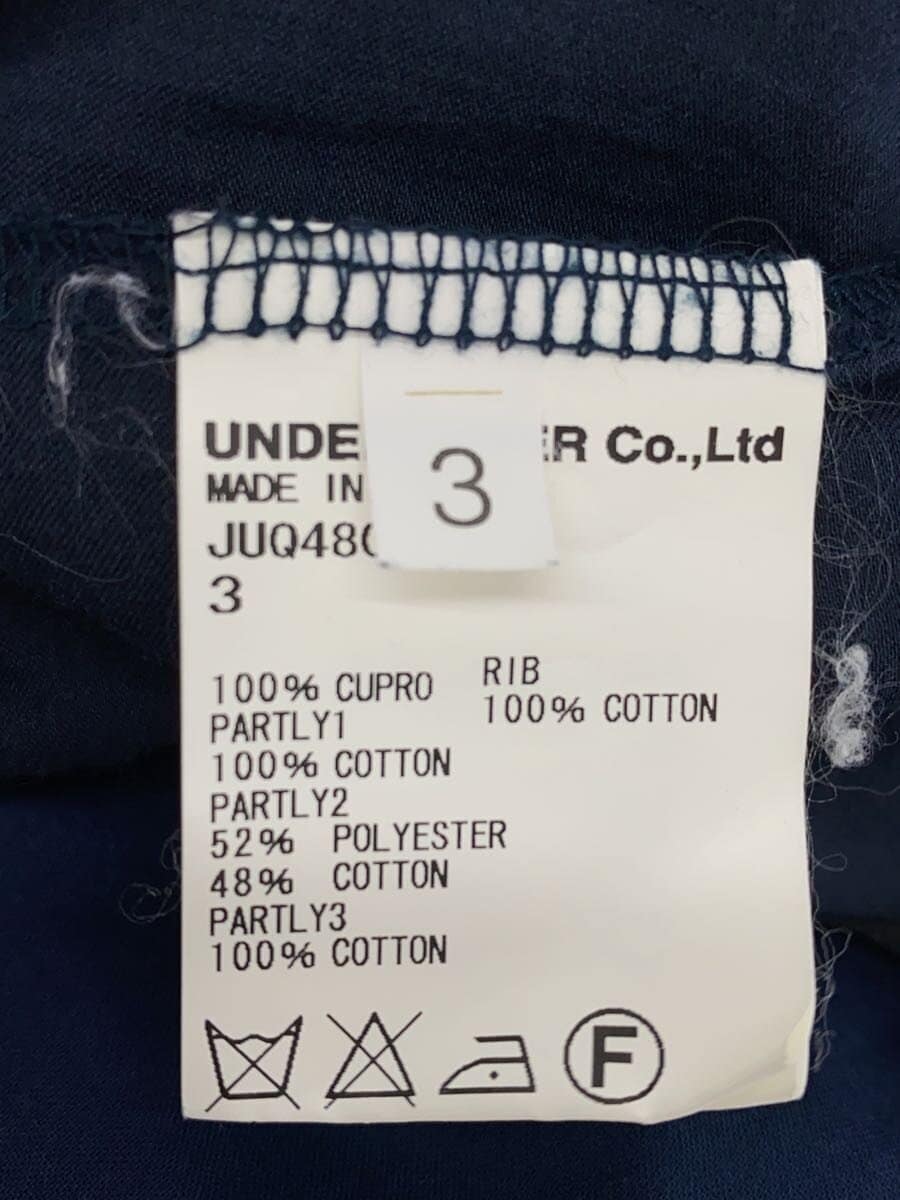 3
UNDE ER Co.,Ltd
MADE IN
JUQ48
3
100% CUPRO
PARTLY1
100% COTTON
PARTLY2
52% POLYESTER
48% COTTON
PARTLY3
100% COTTON
RIB
100% COTTON
F